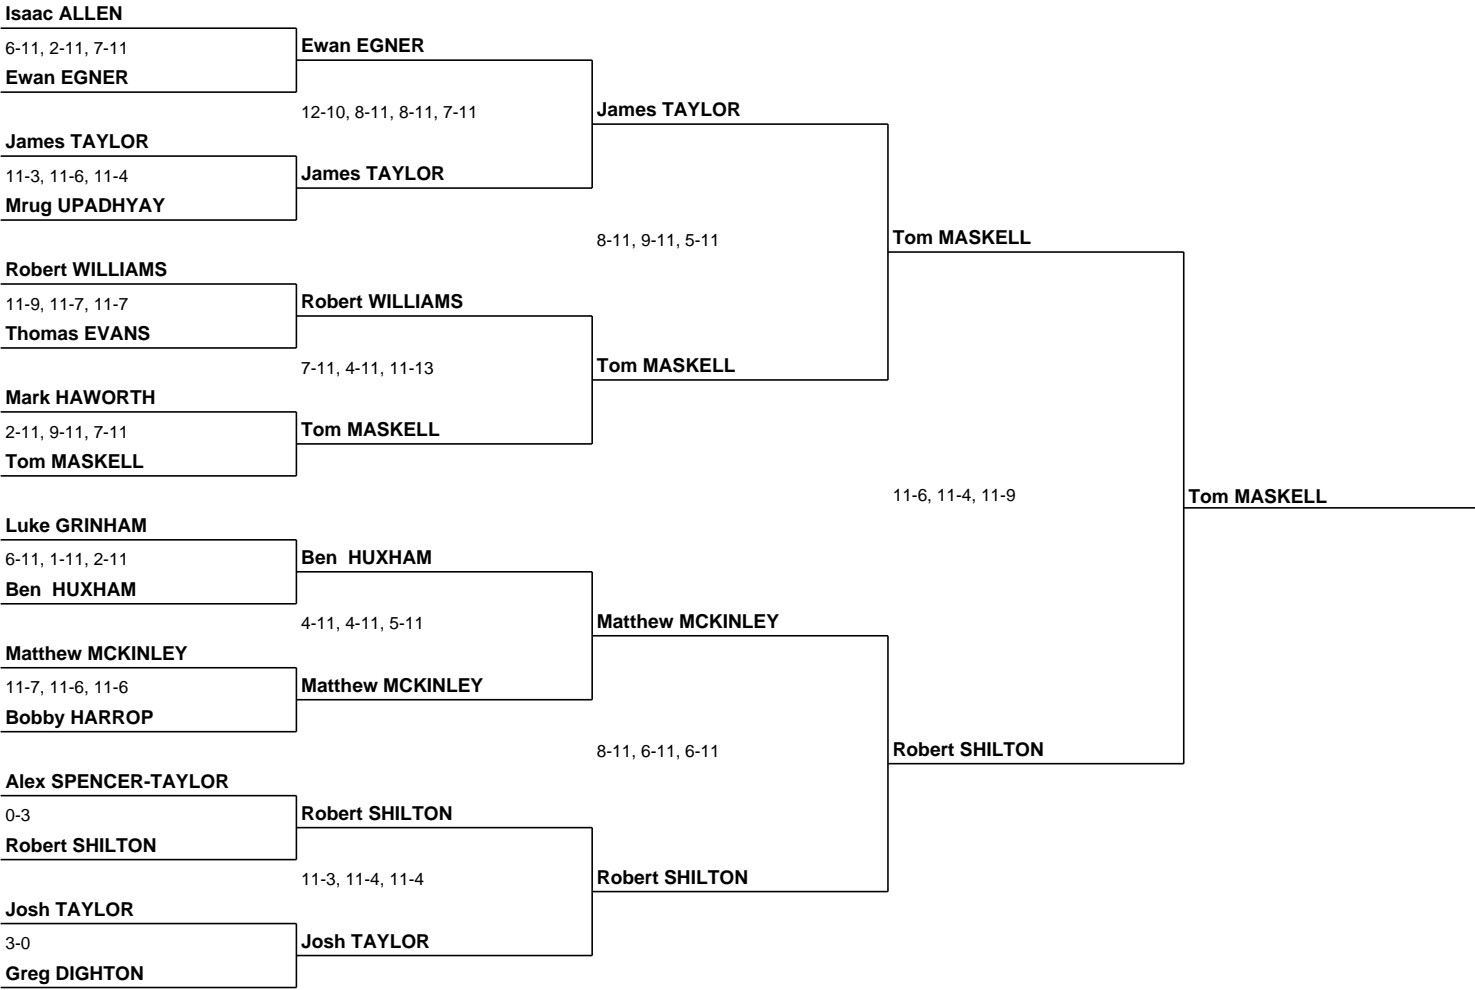 Isaac ALLEN
6-11, 2-11, 7-11
Ewan EGNER
James TAYLOR
11-3, 11-6, 11-4
Mrug UPADHYAY
Robert WILLIAMS
11-9, 11-7, 11-7
Thomas EVANS
Mark HAWORTH
2-11, 9-11, 7-11
Tom MASKELL
Luke GRINHAM
6-11, 1-11, 2-11
Ben  HUXHAM
Matthew MCKINLEY
11-7, 11-6, 11-6
Bobby HARROP
Alex SPENCER-TAYLOR
0-3
Robert SHILTON
Josh TAYLOR
3-0
Greg DIGHTON
Ewan EGNER
12-10, 8-11, 8-11, 7-11
James TAYLOR
Robert WILLIAMS
7-11, 4-11, 11-13
Tom MASKELL
Ben  HUXHAM
4-11, 4-11, 5-11
Matthew MCKINLEY
Robert SHILTON
11-3, 11-4, 11-4
Josh TAYLOR
James TAYLOR
8-11, 9-11, 5-11
Tom MASKELL
Matthew MCKINLEY
8-11, 6-11, 6-11
Robert SHILTON
Tom MASKELL
11-6, 11-4, 11-9
Robert SHILTON
Tom MASKELL